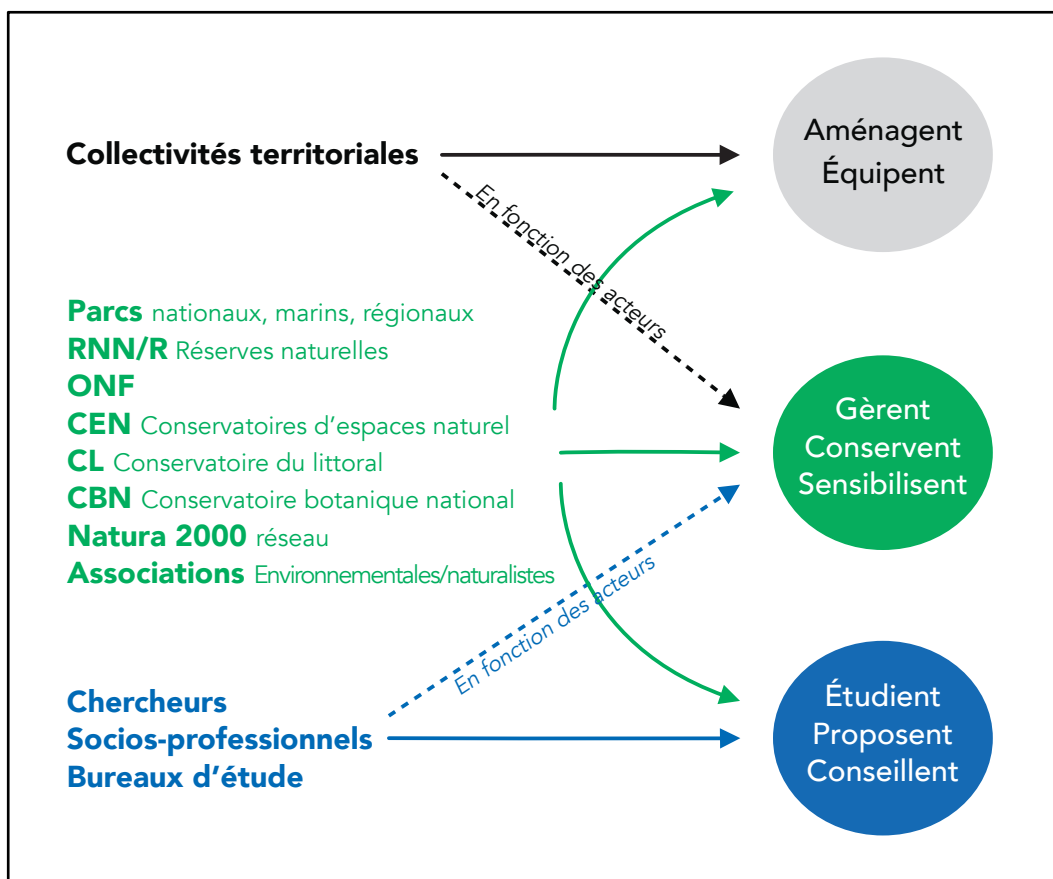 Collectivités territoriales
Aménagent
Équipent
En fonction des acteurs
Parcs nationaux, marins, régionaux
RNN/R Réserves naturelles
ONF
CEN Conservatoires d'espaces naturel
CL Conservatoire du littoral
CBN Conservatoire botanique national
Natura 2000 réseau
Associations Environnementales/naturalistes
Gèrent
Conservent
Sensibilisent
En fonction des acteurs
Chercheurs
Socios-professionnels
Bureaux d'étude
Étudient
Proposent
Conseillent